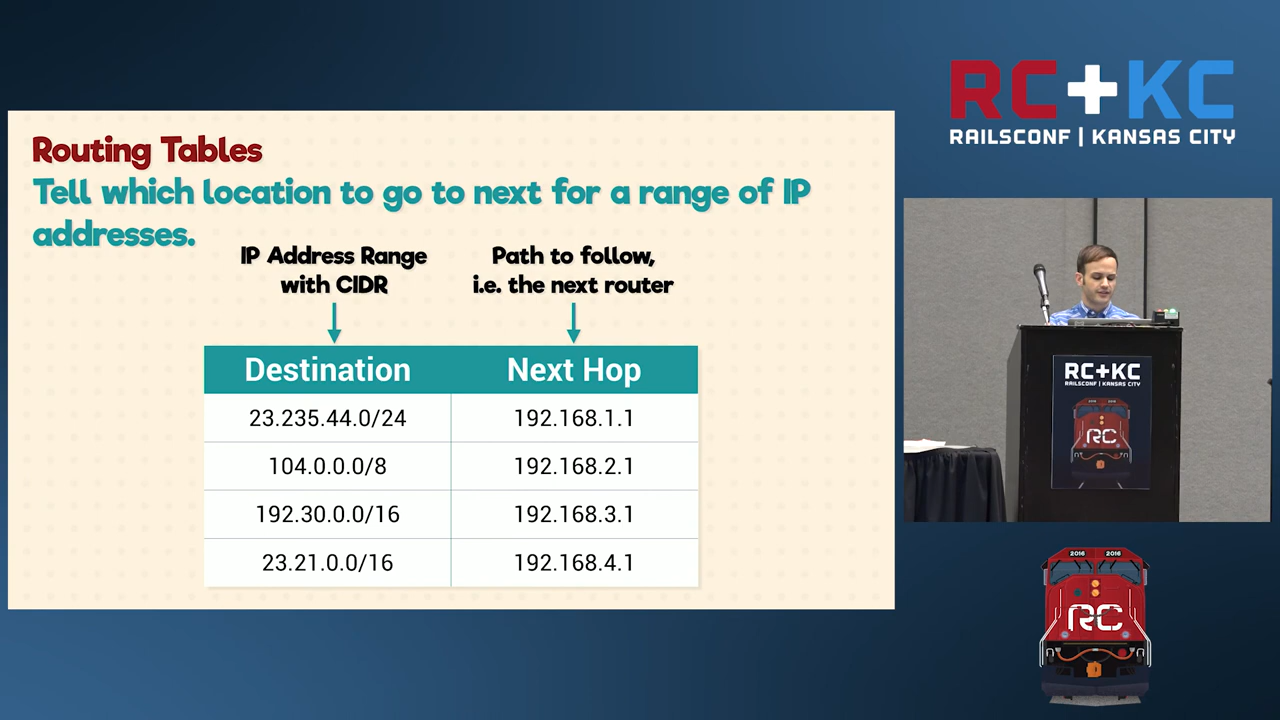 Routing Tables
Tell which location to go to next for a range of IP
addresses.
IP Address Range
with CIDR
Path to follow,
i.e. the next router
Destination Next Hop
23.235.44.0/24 192.168.1.1
104.0.0.0/8 192.168.2.1
192.30.0.0/16 192.168.3.1
23.21.0.0/16 192.168.4.1
RC+KC
RAILSCONF | KANSAS CITY
RC+KC
RAILSCONF | KANSAS CITY
RC
2016 2016
RC